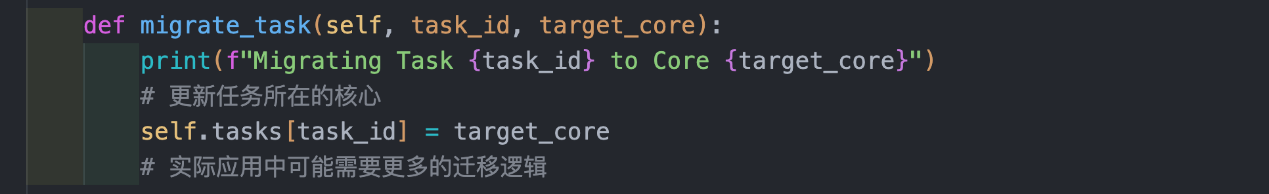 def migrate_task(self, task_id, target_core):
print(f"Migrating Task {task_id} to Core {target_core}")
# 更新任务所在的核心
self.tasks[task_id] = target_core
# 实际应用中可能需要更多的迁移逻辑